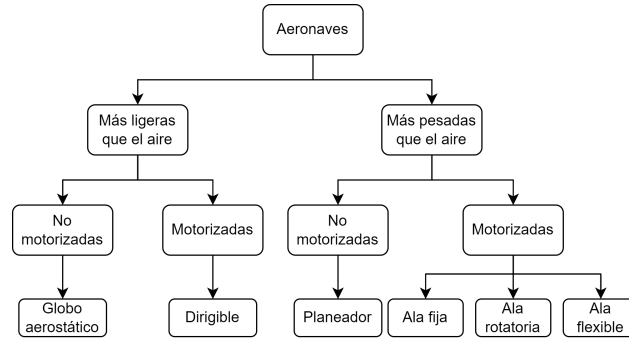 Aeronaves
Más ligeras
que el aire
Más pesadas
que el aire
No
motorizadas
Motorizadas
No
motorizadas
Motorizadas
Globo
aerostático
Dirigible
Planeador
Ala fija
Ala
rotatoria
Ala
flexible